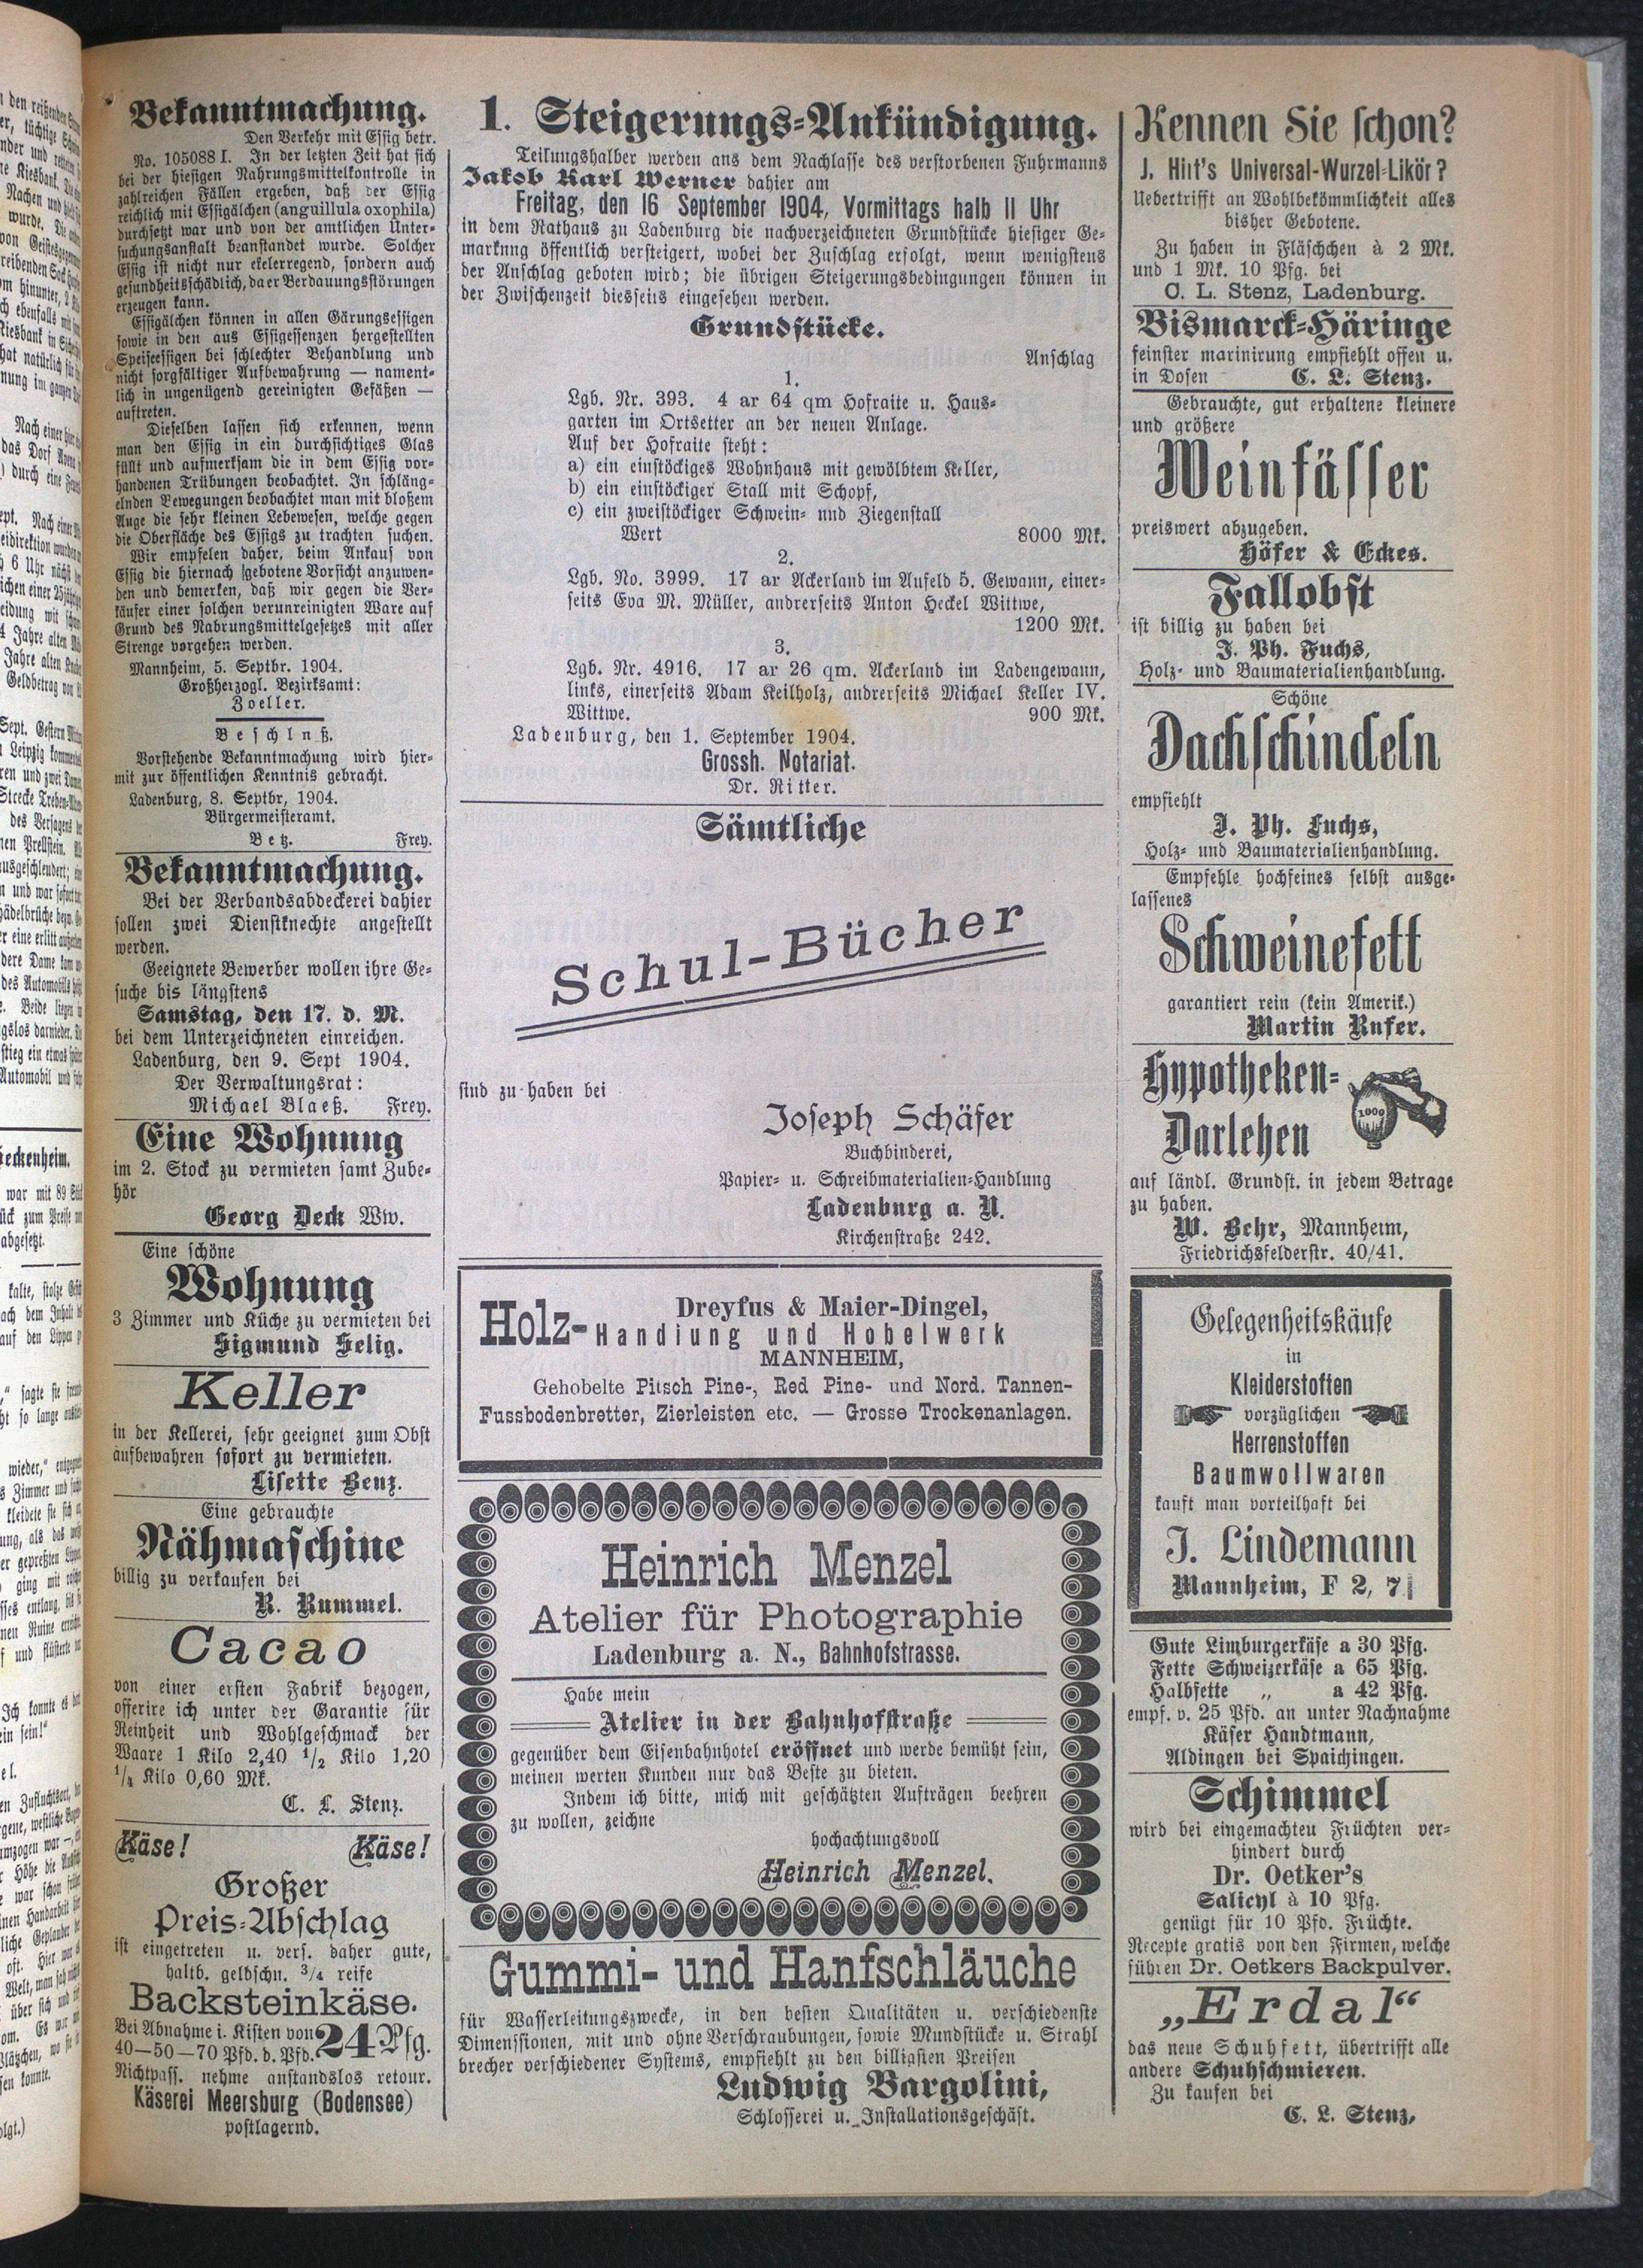 Bekanntmachung.
Den Verkehr mit Essig betr.
No. 105088 I. In der letzten Zeit hat sich
bei der hiesigen Nahrungsmittelkontrolle in
zahlreichen Fällen ergeben, daß der Essig
reichlich mit Essigälchen (anguillula oxophila)
durchsetzt war und von der amtlichen Unter-
suchungsanstalt beanstandet wurde. Solcher
Essig ist nicht nur ekelerregend, sondern auch
gesundheitsschädlich, da er Verdauungsstörungen
erzeugen kann.
Essigälchen können in allen Gärungsessigen
sowie in den aus Essigessenzen hergestellten
Speiseessigen bei schlechter Behandlung und
nicht sorgfältiger Aufbewahrung — nament-
lich in ungenügend gereinigten Gefäßen —
auftreten.
Dieselben lassen sich erkennen, wenn
man den Essig in ein durchsichtiges Glas
füllt und aufmerksam die in dem Essig vor-
handenen Trübungen beobachtet. In schläng-
elnden Bewegungen beobachtet man mit bloßem
Auge die sehr kleinen Lebewesen, welche gegen
die Oberfläche des Essigs zu trachten suchen.
Wir empfelen daher, beim Ankauf von
Essig die hiernach gebotene Vorsicht anzuwen-
den und bemerken, daß wir gegen die Ver-
käufer einer solchen verunreinigten Ware auf
Grund des Nahrungsmittelgesetzes mit aller
Strenge vorgehen werden.
Mannheim, 5. Septbr. 1904.
Großherzogl. Bezirksamt:
Zoeller.
Beschlnß.
Vorstehende Bekanntmachung wird hier-
mit zur öffentlichen Kenntnis gebracht.
Ladenburg, 8. Septbr, 1904.
Bürgermeisteramt.
Betz. Frey.
Bekanntmachung.
Bei der Verbandsabdeckerei dahier
sollen zwei Dienstknechte angestellt
werden.
Geeignete Bewerber wollen ihre Ge-
suche bis längstens
Samstag, den 17. d. M.
bei dem Unterzeichneten einreichen.
Ladenburg, den 9. Sept 1904.
Der Verwaltungsrat:
Michael Blaeß. Frey.
Eine Wohnung
im 2. Stock zu vermieten samt Zube-
hör
Georg Deck Ww.
Eine schöne
Wohnung
3 Zimmer und Küche zu vermieten bei
Sigmund Selig.
Keller
in der Kellerei, sehr geeignet zum Obst
aufbewahren sofort zu vermieten.
Lisette Benz.
Eine gebrauchte
Nähmaschine
billig zu verkaufen bei
R. Rummel.
Cacao
von einer ersten Fabrik bezogen,
offerire ich unter der Garantie für
Reinheit und Wohlgeschmack der
Waare 1 Kilo 2,40 1/2 Kilo 1,20
1/4 Kilo 0,60 Mk.
C. L. Stenz.
Käse! Käse!
Großer
Preis-Abschlag
ist eingetreten u. vers. daher gute,
haltb. geldschn. 3/4 reife
Backsteinkäse.
Bei Abnahme i. Kisten von 24 Pfg.
40—50—70 Pfd. d. Pfd.
Nichtpass. nehme anstandslos retour.
Käserei Meersburg (Bodensee)
postlagernd.
1. Steigerungs-Ankündigung.
Teilungshalber werden ans dem Nachlasse des verstorbenen Fuhrmanns
Jakob Karl Werner dahier am
Freitag, den 16 September 1904, Vormittags halb 11 Uhr
in dem Rathaus zu Ladenburg die nachverzeichneten Grundstücke hiesiger Ge-
markung öffentlich versteigert, wobei der Zuschlag erfolgt, wenn wenigstens
der Anschlag geboten wird; die übrigen Steigerungsbedingungen können in
der Zwischenzeit diesseits eingesehen werden.
Grundstücke.
Anschlag
1.
Lgb. Nr. 393. 4 ar 64 qm Hofraite u. Haus-
garten im Ortsetter an der neuen Anlage.
Auf der Hofraite steht:
a) ein einstöckiges Wohnhaus mit gewölbtem Keller,
b) ein einstöckiger Stall mit Schopf,
c) ein zweistöckiger Schwein- und Ziegenstall
Wert 8000 Mk.
2.
Lgb. No. 3999. 17 ar Ackerland im Aufeld 5. Gewann, einer-
seits Eva M. Müller, andrerseits Anton Heckel Wittwe,
1200 Mk.
3.
Lgb. Nr. 4916. 17 ar 26 qm. Ackerland im Ladengewann,
links, einerseits Adam Keilholz, andrerseits Michael Keller IV.
Wittwe. 900 Mk.
Ladenburg, den 1. September 1904.
Grossh. Notariat.
Dr. Ritter.
Sämtliche
Schul-Bücher
sind zu haben bei
Joseph Schäfer
Buchbinderei,
Papier- u. Schreibmaterialien-Handlung
Ladenburg a. N.
Kirchenstraße 242.
Dreyfus & Maier-Dingel,
Holz-Handlung und Hobelwerk
MANNHEIM,
Gehobelte Pitsch Pine-, Red Pine- und Nord. Tannen-
Fussbodenbretter, Zierleisten etc. — Grosse Trockenanlagen.
Heinrich Menzel
Atelier für Photographie
Ladenburg a. N., Bahnhofstrasse.
Habe mein
Atelier in der Bahnhofstraße
gegenüber dem Eisenbahnhotel eröffnet und werde bemüht sein,
meinen werten Kunden nur das Beste zu bieten.
Indem ich bitte, mich mit geschätzten Aufträgen beehren
zu wollen, zeichne
hochachtungsvoll
Heinrich Menzel.
Gummi- und Hanfschläuche
für Wasserleitungszwecke, in den besten Qualitäten u. verschiedenste
Dimenssionen, mit und ohne Verschraubungen, sowie Mundstücke u. Strahl
brecher verschiedener Systems, empfiehlt zu den billigsten Preisen
Ludwig Bargolini,
Schlosserei u. Installationsgeschäft.
Kennen Sie schon?
J. Hirt's Universal-Wurzel-Likör?
Uebertrifft an Wohlbekömmlichkeit alles
bisher Gebotene.
Zu haben in Fläschchen à 2 Mk.
und 1 Mk. 10 Pfg. bei
C. L. Stenz, Ladenburg.
Bismarck-Häringe
feinster marinirung empfiehlt offen u.
in Dosen C. L. Stenz.
Gebrauchte, gut erhaltene kleinere
und größere
Weinfässer
preiswert abzugeben.
Höfer & Eckes.
Fallobst
ist billig zu haben bei
J. Ph. Fuchs,
Holz- und Baumaterialienhandlung.
Schöne
Dachschindeln
empfiehlt
J. Ph. Fuchs,
Holz- und Baumaterialienhandlung.
Empfehle hochfeines selbst ausge-
lassenes
Schweinefett
garantiert rein (kein Amerik.)
Martin Rufer.
Hypotheken-
Darlehen
1000
auf ländl. Grundst. in jedem Betrage
zu haben.
W. Behr, Mannheim,
Friedrichsfelderstr. 40/41.
Gelegenheitskäufe
in
Kleiderstoffen
vorzüglichen
Herrenstoffen
Baumwollwaren
kauft man vorteilhaft bei
J. Lindemann
Mannheim, F 2, 7
Gute Limburgerkäse a 30 Pfg.
Fette Schweizerkäse a 65 Pfg.
Halbfette „ a 42 Pfg.
empf. v. 25 Pfd. an unter Nachnahme
Käser Handtmann,
Aldingen bei Spaichingen.
Schimmel
wird bei eingemachten Früchten ver-
hindert durch
Dr. Oetker's
Salicyl à 10 Pfg.
genügt für 10 Pfd. Früchte.
Recepte gratis von den Firmen, welche
führen Dr. Oetkers Backpulver.
„Erdal“
das neue Schuhfett, übertrifft alle
andere Schuhschmieren.
Zu kaufen bei
C. L. Stenz,